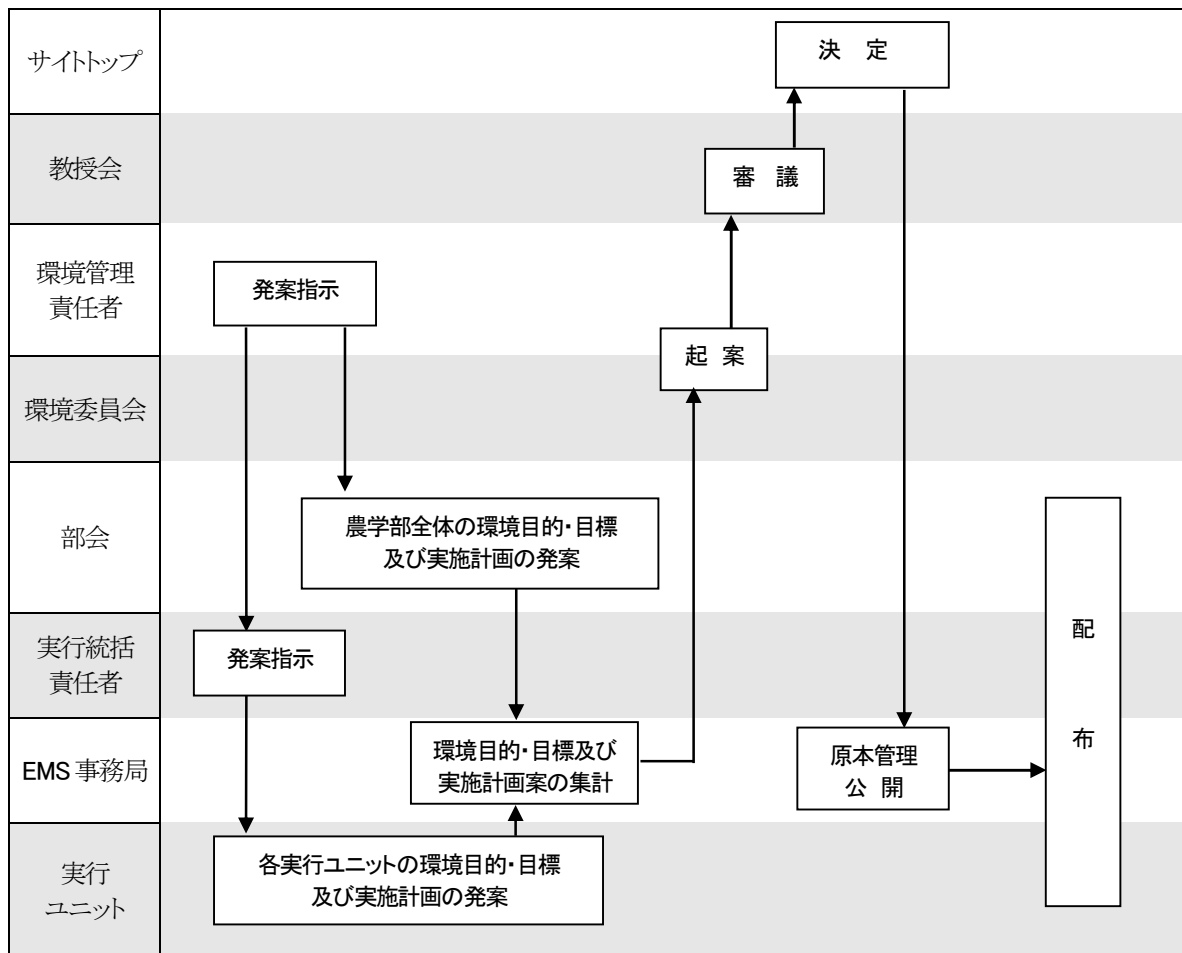 サイトトップ
決 定
教授会
審 議
環境管理
責任者
発案指示
起 案
環境委員会
部会
農学部全体の環境目的・目標
及び実施計画の発案
実行統括
責任者
発案指示
EMS 事務局
環境目的・目標及び
実施計画案の集計
原本管理
公 開
配
布
実行
ユニット
各実行ユニットの環境目的・目標
及び実施計画の発案